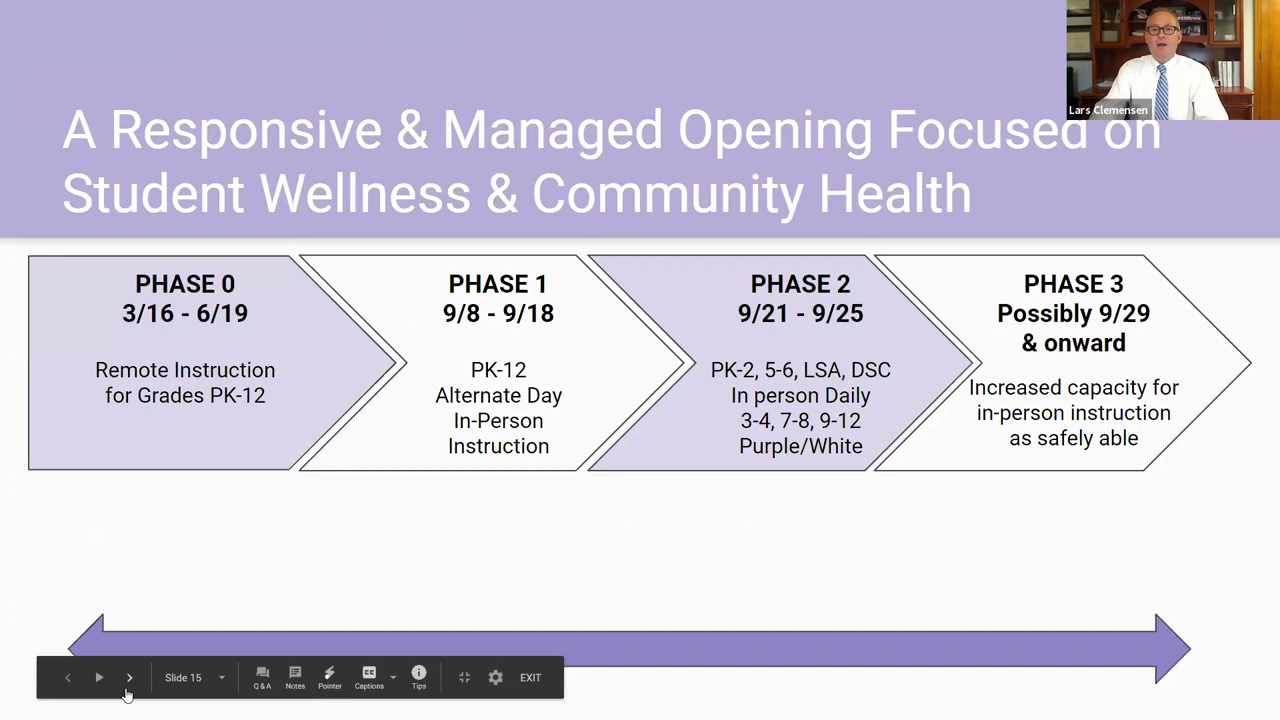 Lars Clemensen
A Responsive & Managed Opening Focused on
Student Wellness & Community Health
PHASE 0
3/16 - 6/19
Remote Instruction
for Grades PK-12
PHASE 1
9/8 - 9/18
PK-12
Alternate Day
In-Person
Instruction
PHASE 2
9/21 - 9/25
PK-2, 5-6, LSA, DSC
In person Daily
3-4, 7-8, 9-12
Purple/White
PHASE 3
Possibly 9/29
& onward
Increased capacity for
in-person instruction
as safely able
Slide 15
Q & A
Notes
Pointer
Captions
Tips
EXIT